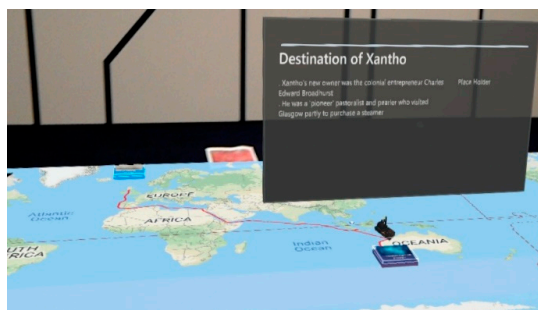 Destination of Xantho
. Xantho's new owner was the colonial entrepreneur Charles
Edward Broadhurst
. He was a 'pioneer' pastoralist and pearler who visited
Glasgow partly to purchase a steamer
Place Holder
Atlantic
Ocean
EUROPE
AFRICA
SOUTH
RICA
Indian
Ocean
OCEANIA